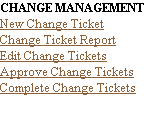 CHANGE MANAGEMENT
New Change Ticket
Change Ticket Report
Edit Change Tickets
Approve Change Tickets
Complete Change Tickets